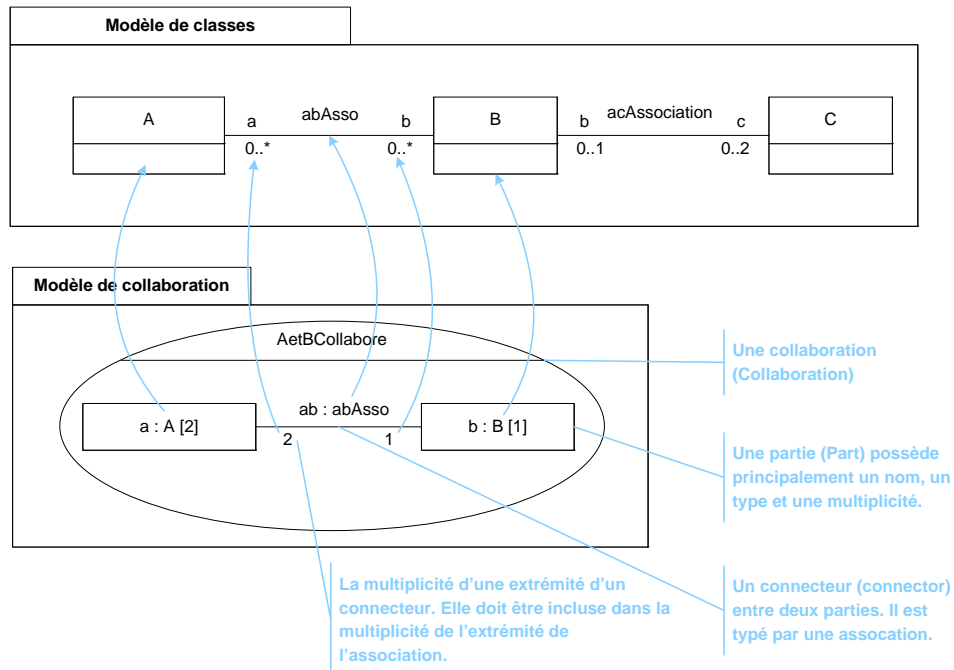 Modèle de classes
A
a
abAsso
b
B
b
acAssociation
c
C
0..*
0..*
0..1
0..2
Modèle de collaboration
AetBCollabore
a : A [2]
ab : abAsso
2
1
b : B [1]
Une collaboration
(Collaboration)
Une partie (Part) possède
principalement un nom, un
type et une multiplicité.
La multiplicité d'une extrémité d'un
connecteur. Elle doit être incluse dans la
multiplicité de l'extrémité de
l'association.
Un connecteur (connector)
entre deux parties. Il est
typé par une assocation.